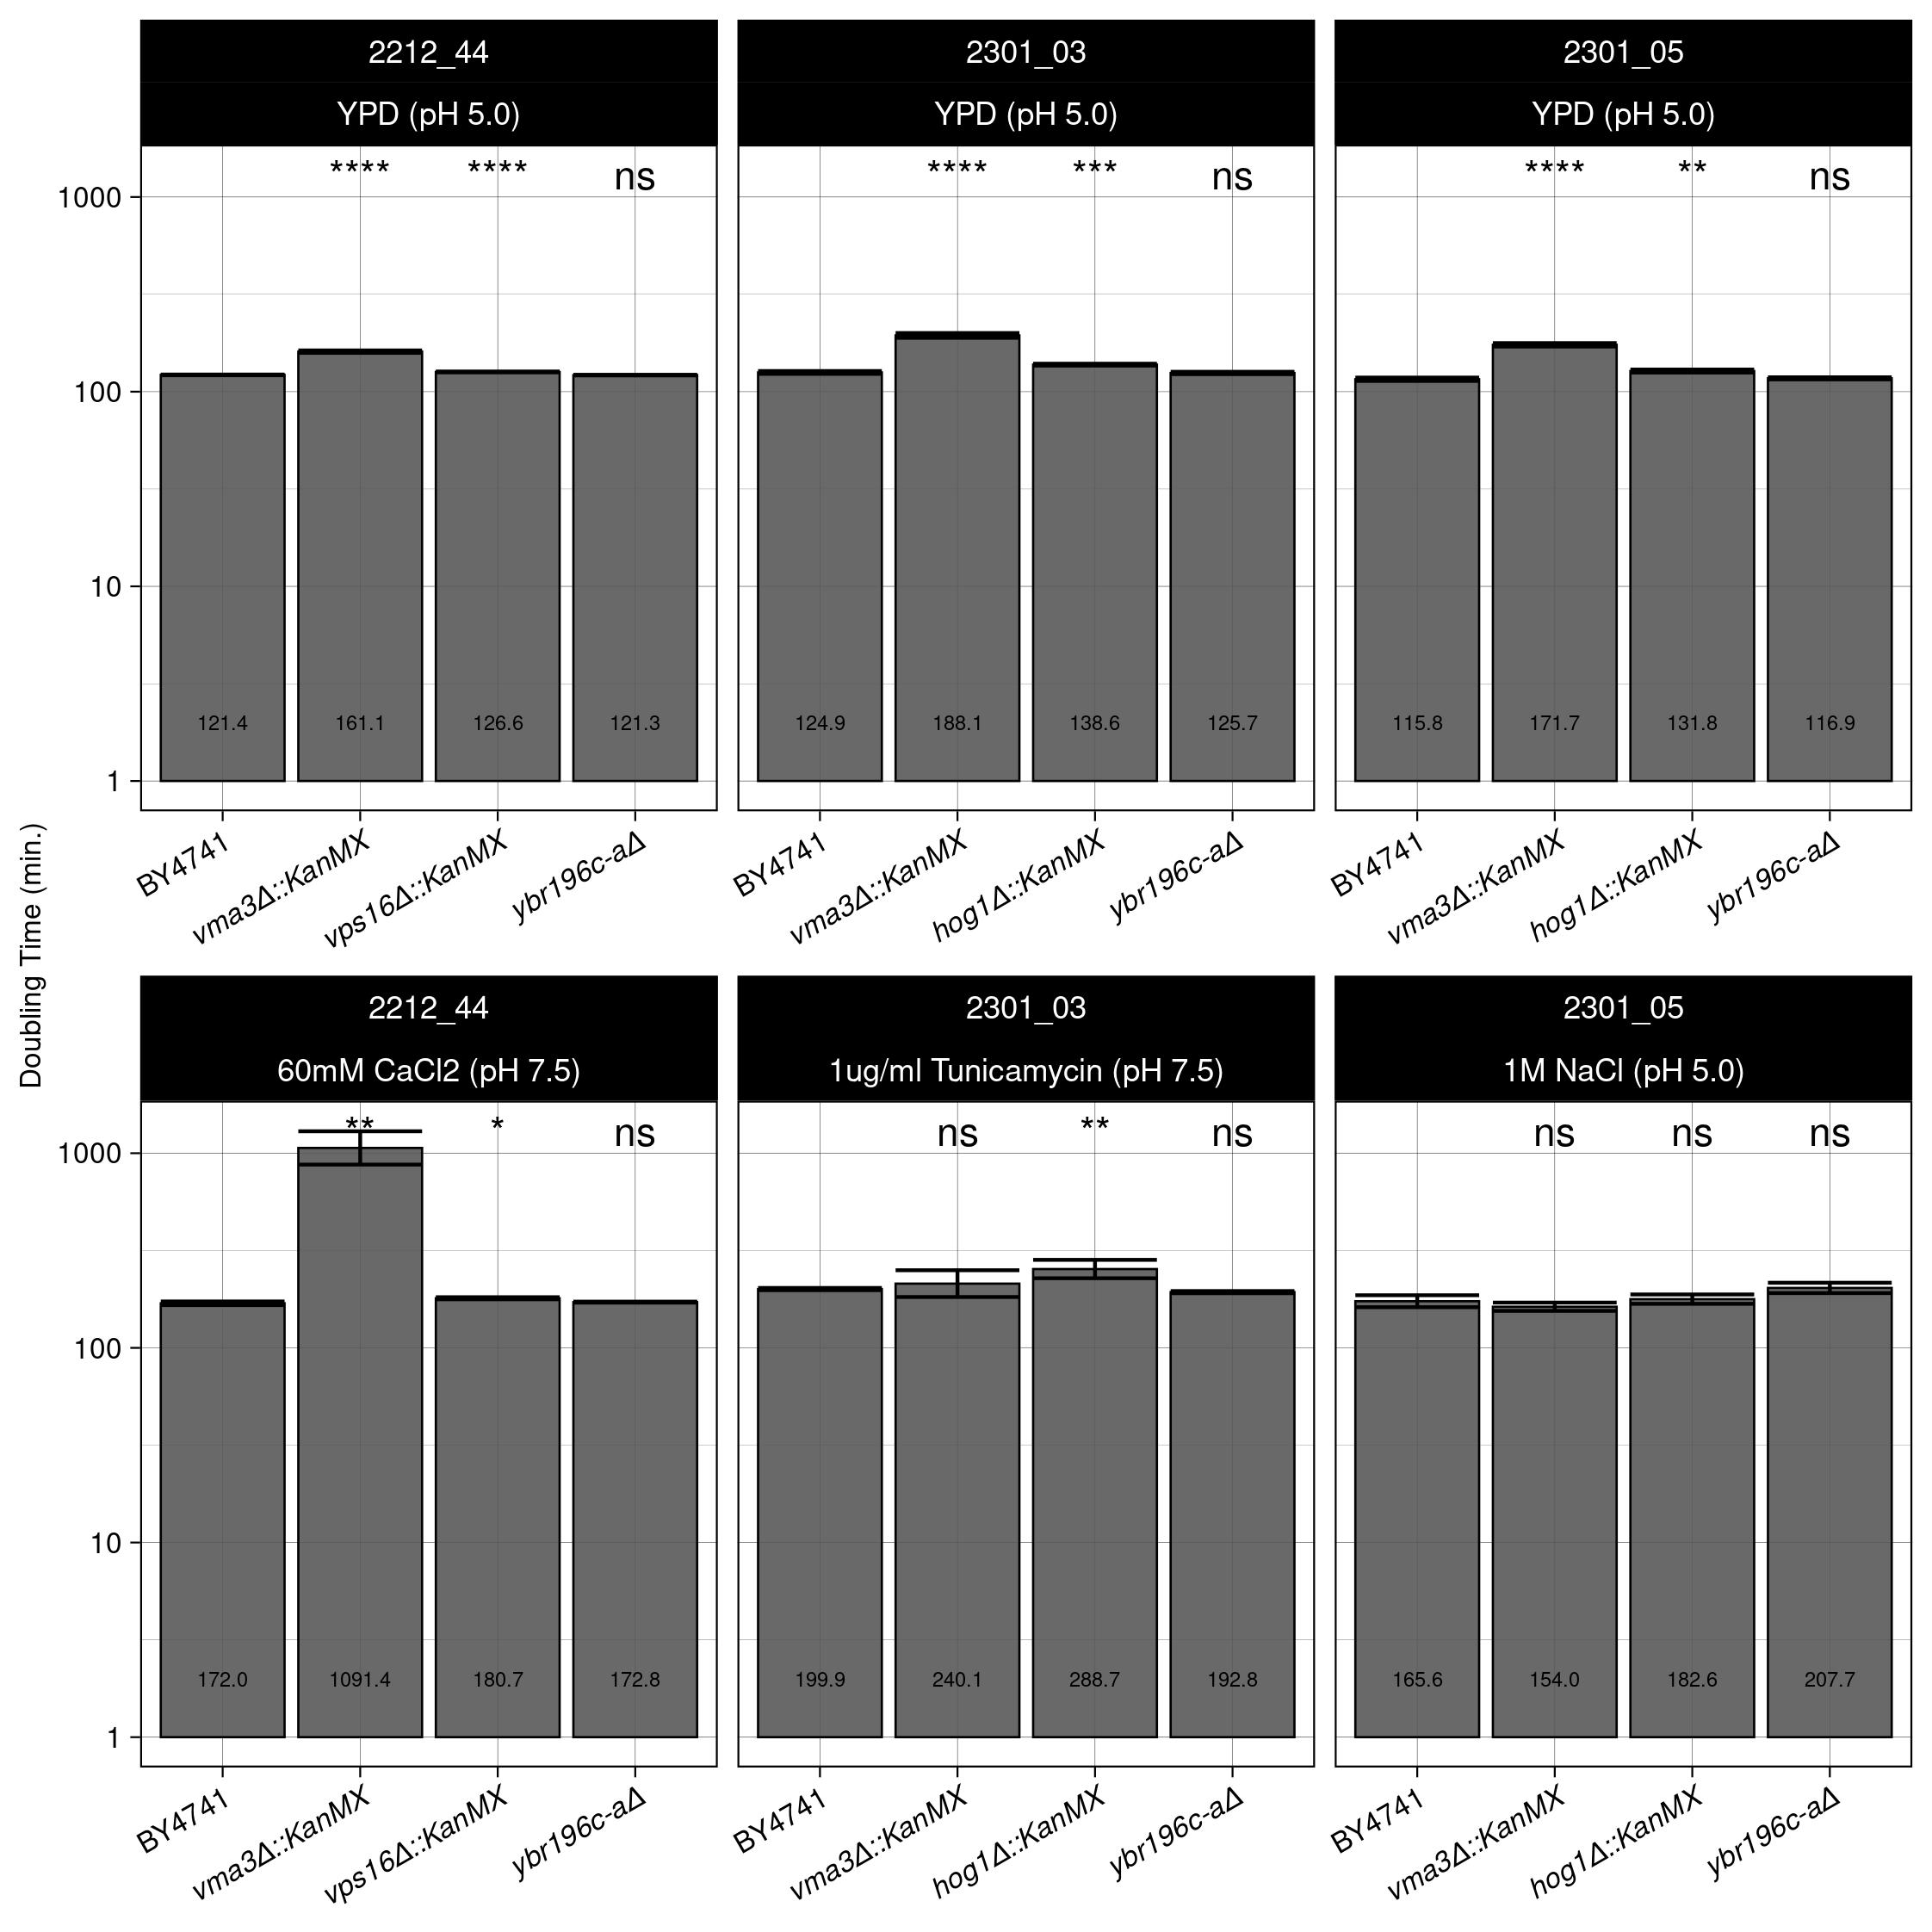 2212_44
2301_03
2301_05
YPD (pH 5.0)
YPD (pH 5.0)
YPD (pH 5.0)
**** **** ns
**** *** ns
**** ** ns
1000
100
10
1
121.4 161.1 126.6 121.3
124.9 188.1 138.6 125.7
115.8 171.7 131.8 116.9
BY4741 vma3Δ::KanMX vps16Δ::KanMX ybr196c-aΔ
BY4741 vma3Δ::KanMX hog1Δ::KanMX ybr196c-aΔ
BY4741 vma3Δ::KanMX hog1Δ::KanMX ybr196c-aΔ
Doubling Time (min.)
2212_44
2301_03
2301_05
60mM CaCl2 (pH 7.5)
1ug/ml Tunicamycin (pH 7.5)
1M NaCl (pH 5.0)
** * ns
ns ** ns
ns ns ns
1000
100
10
1
172.0 1091.4 180.7 172.8
199.9 240.1 288.7 192.8
165.6 154.0 182.6 207.7
BY4741 vma3Δ::KanMX vps16Δ::KanMX ybr196c-aΔ
BY4741 vma3Δ::KanMX hog1Δ::KanMX ybr196c-aΔ
BY4741 vma3Δ::KanMX hog1Δ::KanMX ybr196c-aΔ